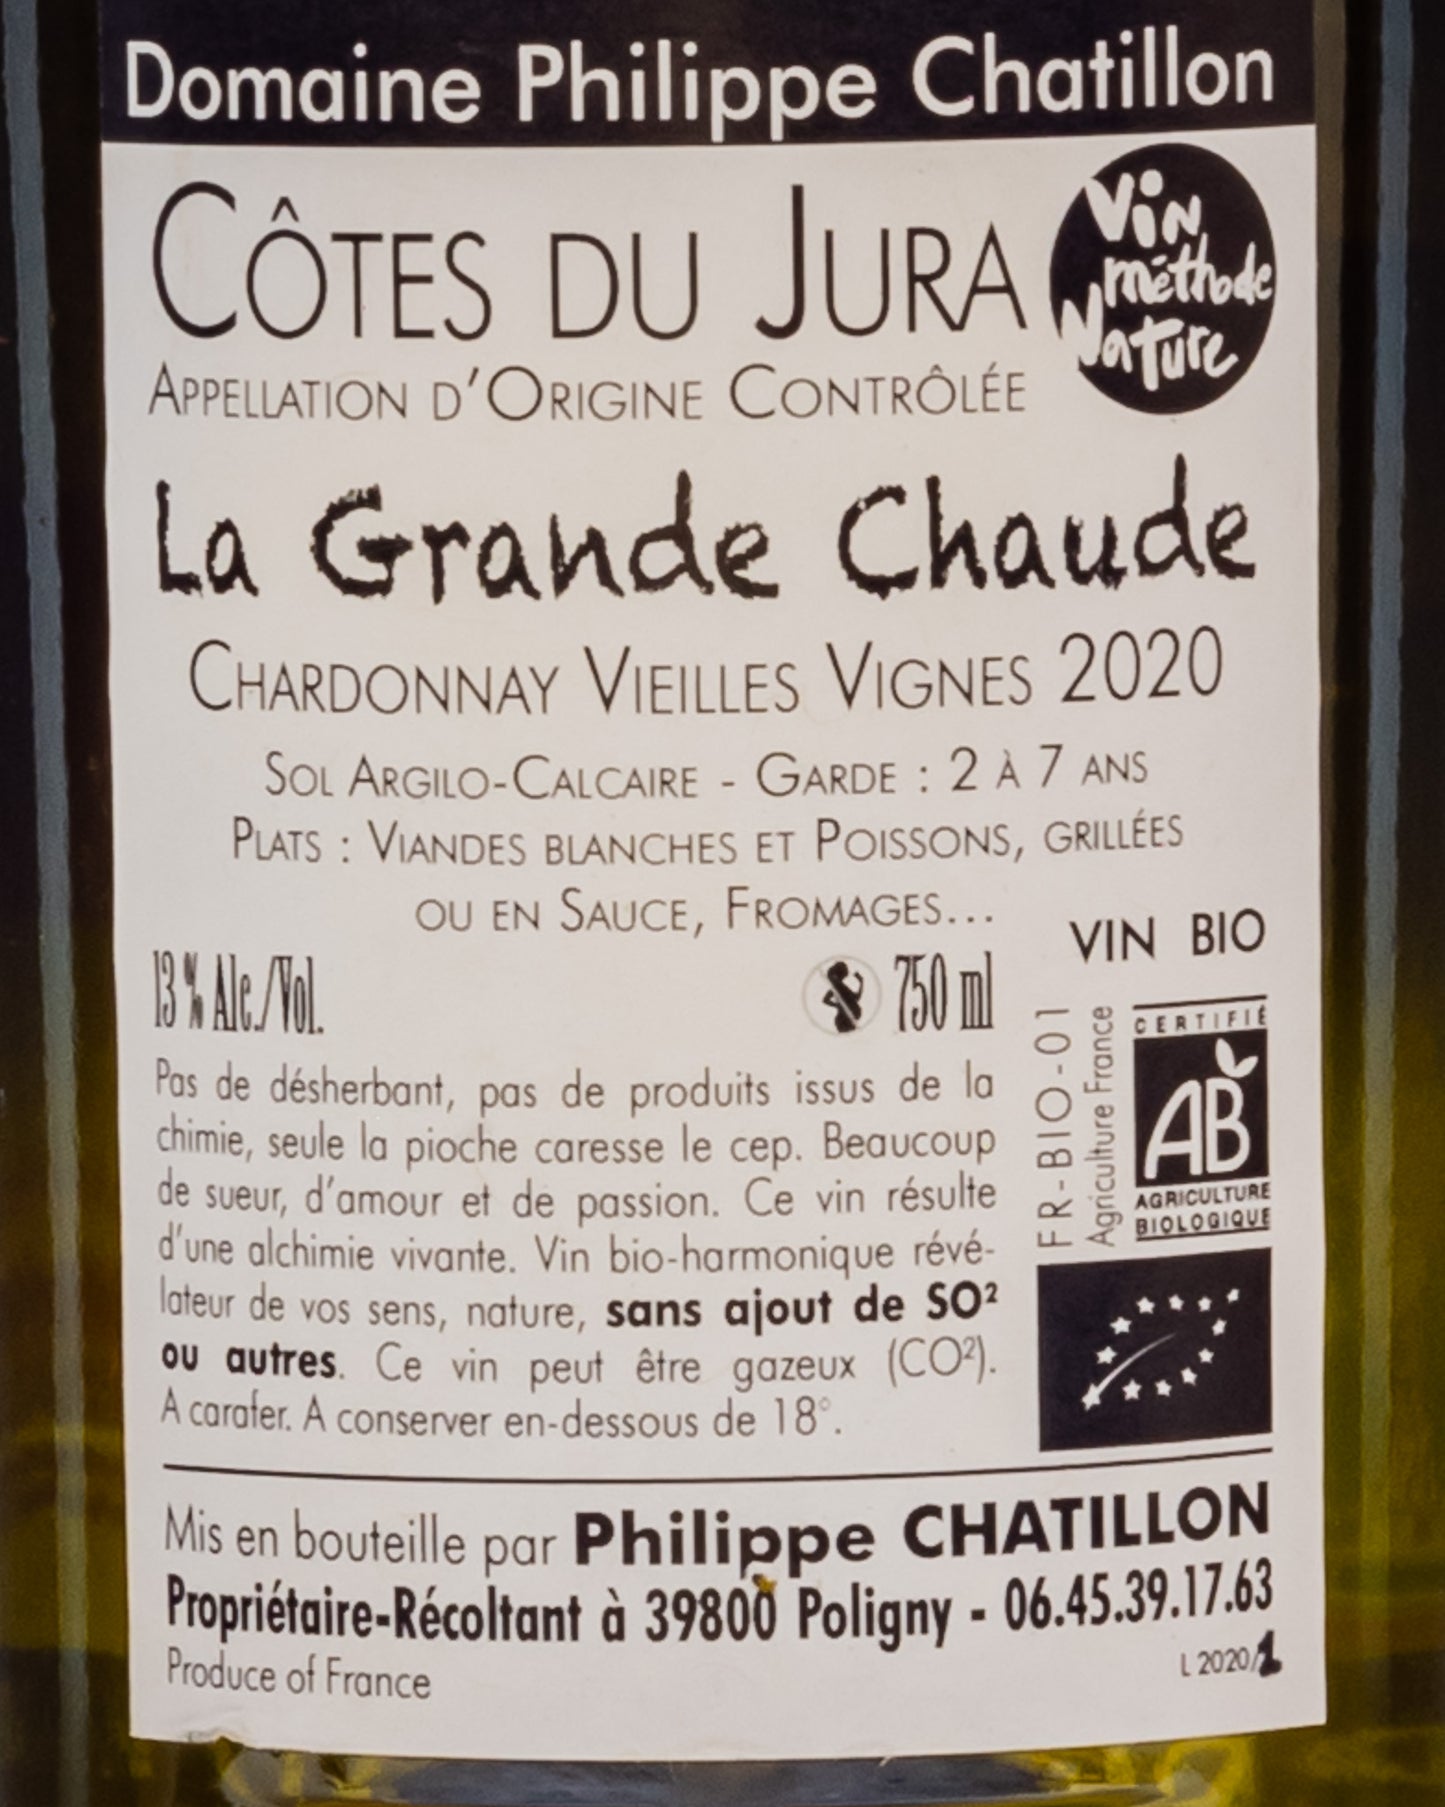 Domaine Philippe Chatillon
CÔTES DU JURA
Vin
méthode
Nature
APPELLATION D'ORIGINE CONTRÔLÉE
La Grande Chaude
CHARDONNAY VIEILLES VIGNES 2020
SOL ARGILO-CALCAIRE - GARDE : 2 À 7 ANS
PLATS : VIANDES BLANCHES ET POISSONS, GRILLÉES
OU EN SAUCE, FROMAGES...
13 % Alc./Vol.
750 ml
Pas de désherbant, pas de produits issus de la
chimie, seule la pioche caresse le cep. Beaucoup
de sueur, d'amour et de passion. Ce vin résulte
d'une alchimie vivante. Vin bio-harmonique révé-
lateur de vos sens, nature, sans ajout de SO²
ou autres. Ce vin peut être gazeux (CO²).
A carafer. A conserver en-dessous de 18°.
VIN BIO
FR-BIO-01
Agriculture France
CERTIFIÉ
AB
AGRICULTURE
BIOLOGIQUE
Mis en bouteille par Philippe CHATILLON
Propriétaire-Récoltant à 39800 Poligny - 06.45.39.17.63
Produce of France
L 2020/1